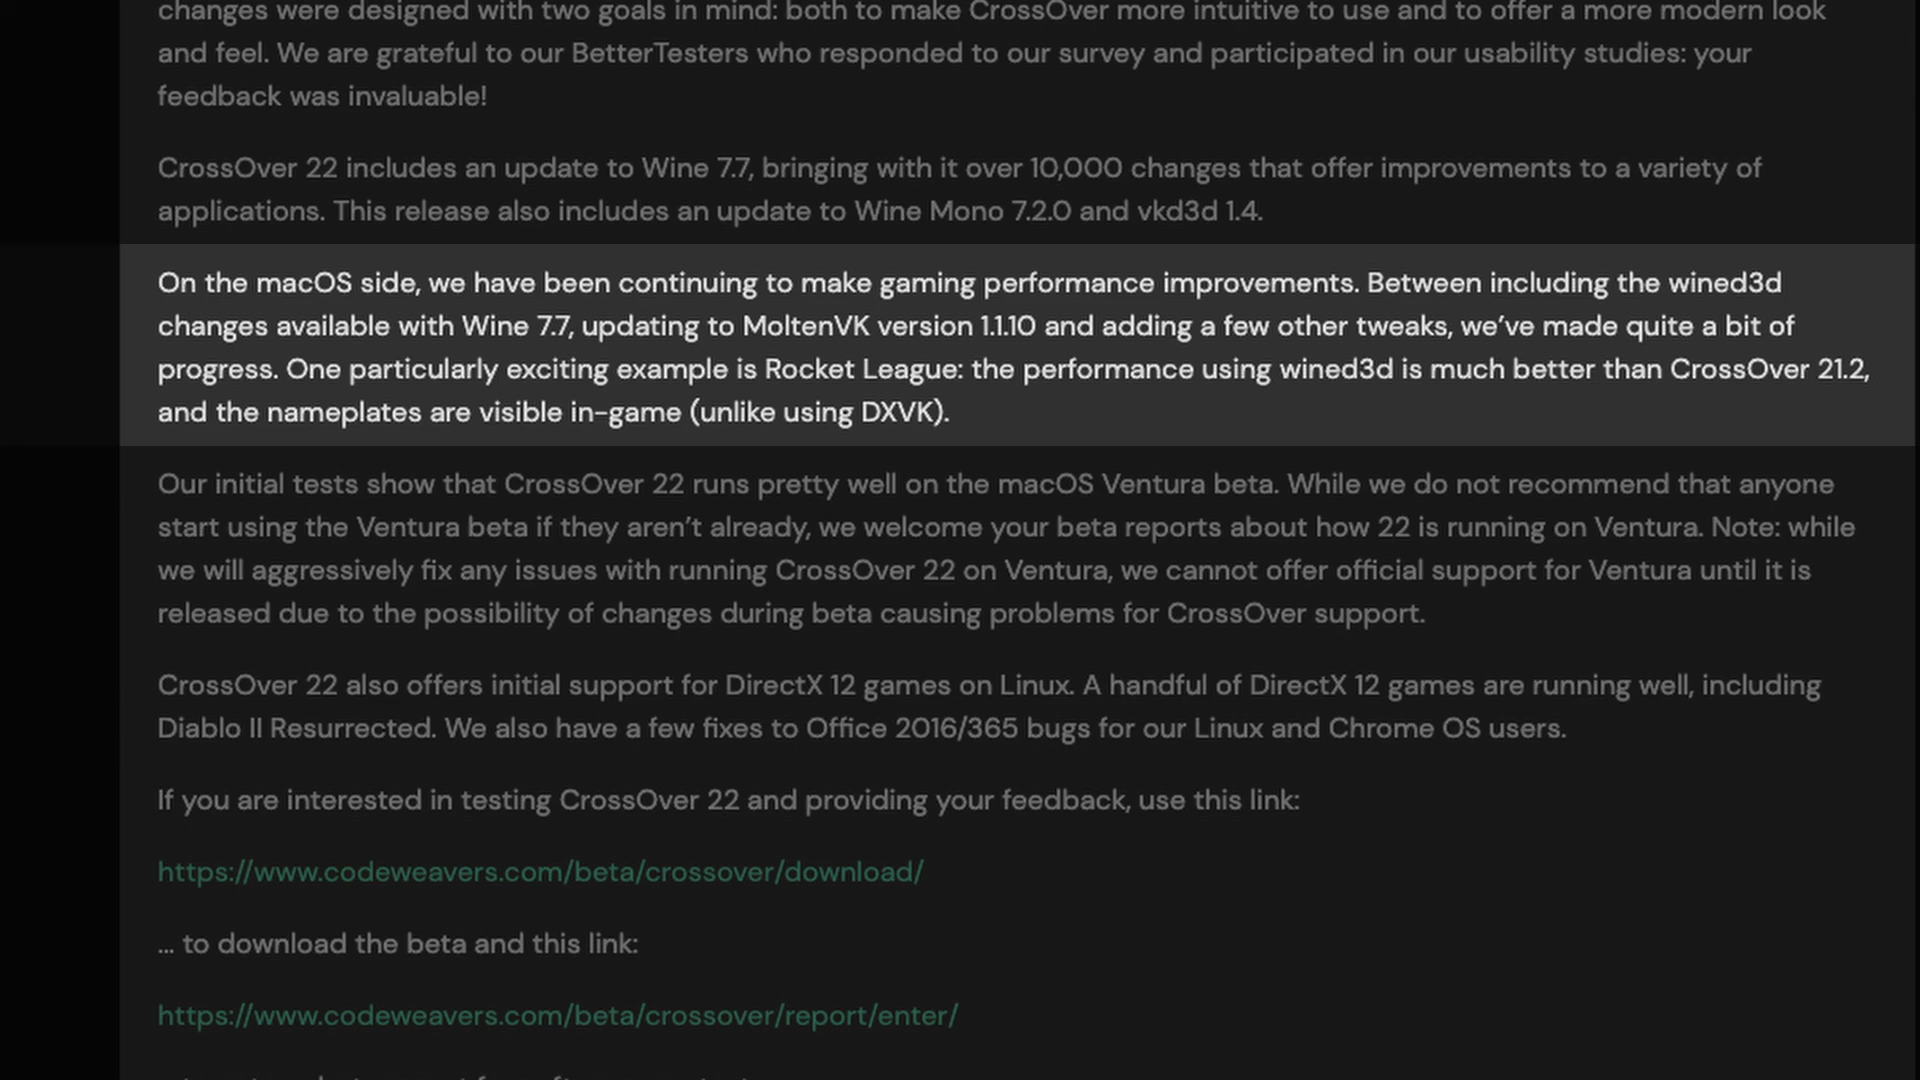 changes were designed with two goals in mind: both to make CrossOver more intuitive to use and to offer a more modern look
and feel. We are grateful to our BetterTesters who responded to our survey and participated in our usability studies: your
feedback was invaluable!
CrossOver 22 includes an update to Wine 7.7, bringing with it over 10,000 changes that offer improvements to a variety of
applications. This release also includes an update to Wine Mono 7.2.0 and vkd3d 1.4.
On the macOS side, we have been continuing to make gaming performance improvements. Between including the wined3d
changes available with Wine 7.7, updating to MoltenVK version 1.1.10 and adding a few other tweaks, we’ve made quite a bit of
progress. One particularly exciting example is Rocket League: the performance using wined3d is much better than CrossOver 21.2,
and the nameplates are visible in-game (unlike using DXVK).
Our initial tests show that CrossOver 22 runs pretty well on the macOS Ventura beta. While we do not recommend that anyone
start using the Ventura beta if they aren’t already, we welcome your beta reports about how 22 is running on Ventura. Note: while
we will aggressively fix any issues with running CrossOver 22 on Ventura, we cannot offer official support for Ventura until it is
released due to the possibility of changes during beta causing problems for CrossOver support.
CrossOver 22 also offers initial support for DirectX 12 games on Linux. A handful of DirectX 12 games are running well, including
Diablo II Resurrected. We also have a few fixes to Office 2016/365 bugs for our Linux and Chrome OS users.
If you are interested in testing CrossOver 22 and providing your feedback, use this link:
https://www.codeweavers.com/beta/crossover/download/
... to download the beta and this link:
https://www.codeweavers.com/beta/crossover/report/enter/